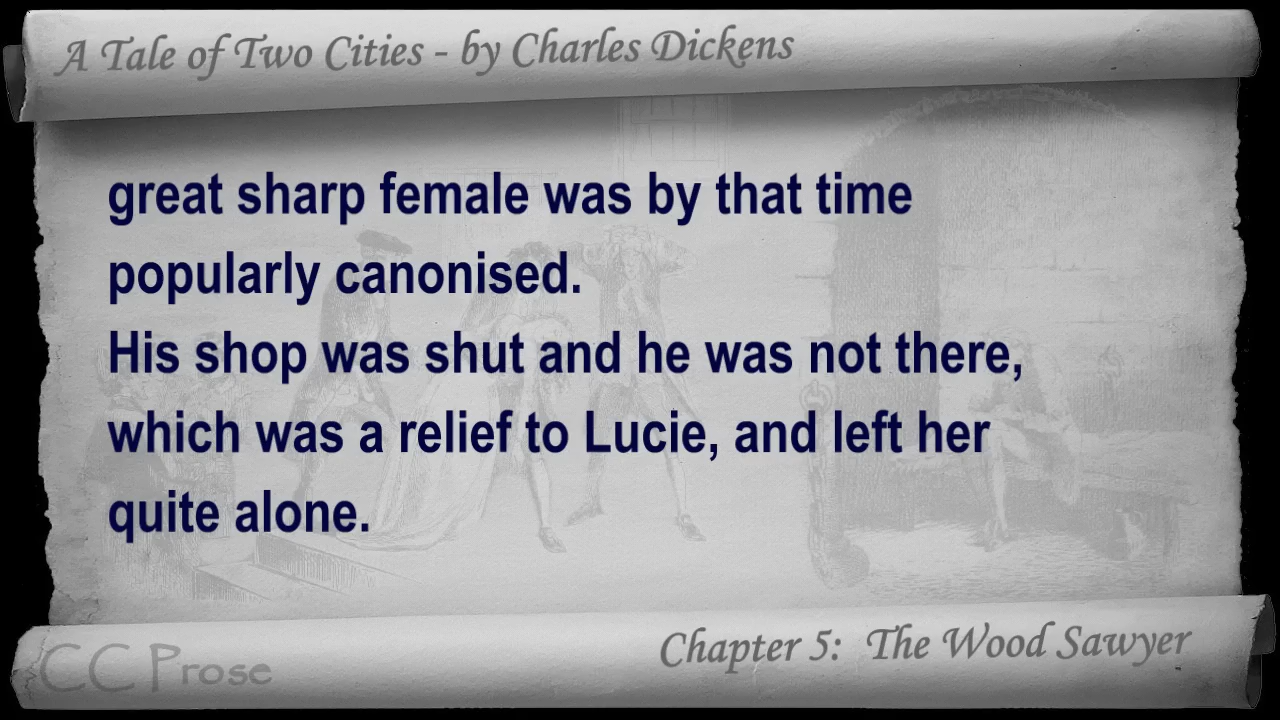 A Tale of Two Cities - by Charles Dickens
great sharp female was by that time
popularly canonised.
His shop was shut and he was not there,
which was a relief to Lucie, and left her
quite alone.
Chapter 5: The Wood Sawyer
CC Prose